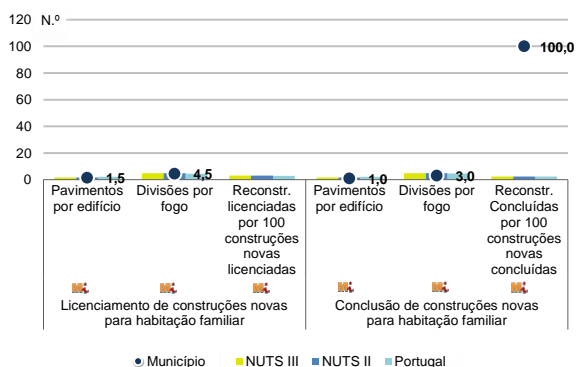 120
N.º
100
100,0
80
60
40
20
0
1,5
4,5
1,0
3,0
Pavimentos
por edifício
Divisões por
fogo
Reconstr.
licenciadas
por 100
construções
novas
licenciadas
Pavimentos
por edifício
Divisões por
fogo
Reconstr.
Concluídas
por 100
construções
novas
concluídas
Licenciamento de construções novas
para habitação familiar
Conclusão de construções novas
para habitação familiar
Município NUTS III NUTS II Portugal